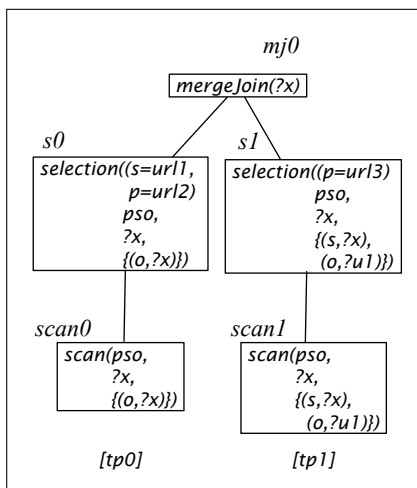 mj0
mergeJoin(?x)
s0
selection((s=url1,
p=url2)
pso,
?x,
{(o,?x)})
s1
selection((p=url3)
pso,
?x,
{(s,?x),
(o,?u1)})
scan0
scan(pso,
?x,
{(o,?x)})
scan1
scan(pso,
?x,
{(s,?x),
(o,?u1)})
[tp0]
[tp1]